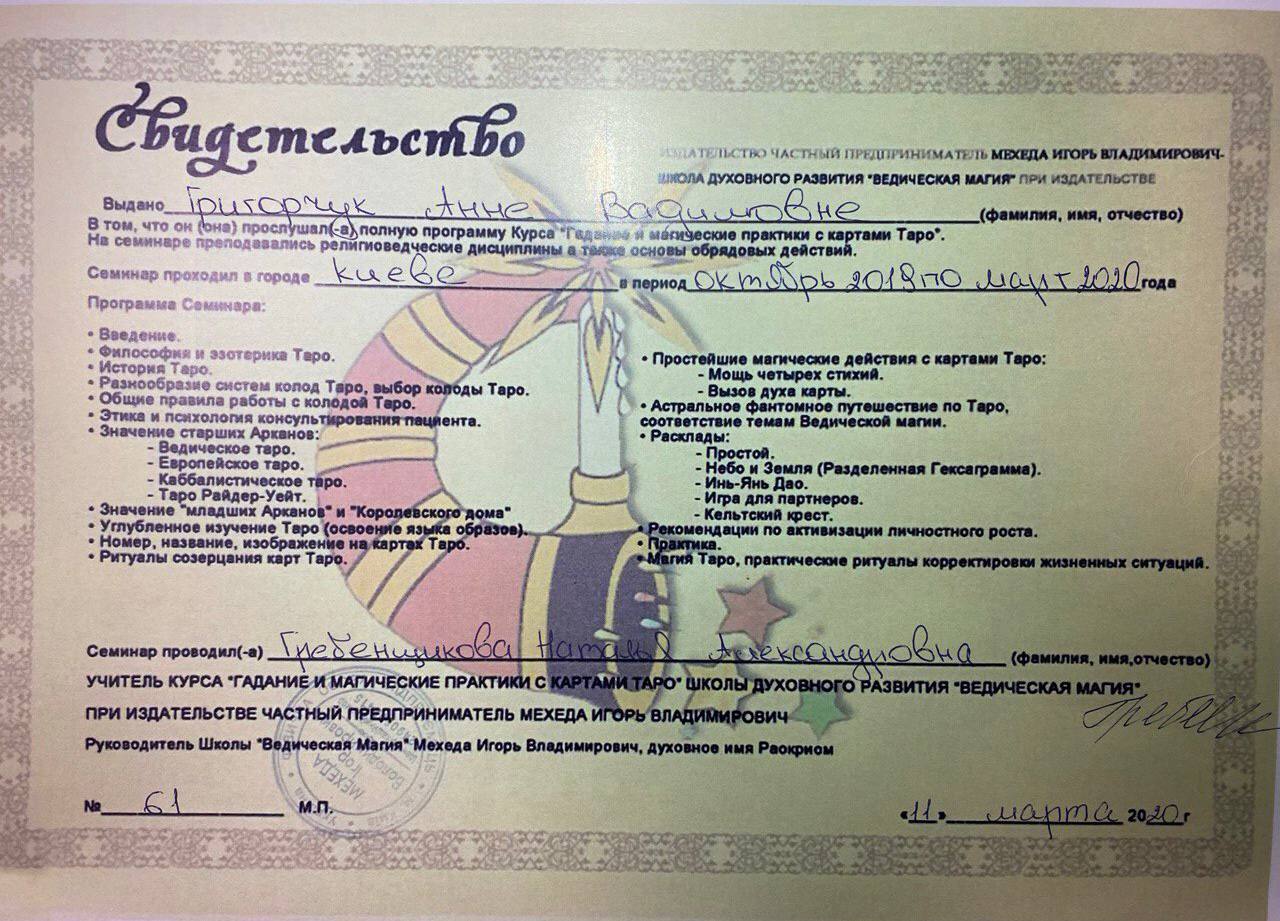 Свидетельство
ИЗДАТЕЛЬСТВО ЧАСТНЫЙ ПРЕДПРИНИМАТЕЛЬ МЕХЕДА ИГОРЬ ВЛАДИМИРОВИЧ-
ШКОЛА ДУХОВНОГО РАЗВИТИЯ "ВЕДИЧЕСКАЯ МАГИЯ" ПРИ ИЗДАТЕЛЬСТВЕ
Выдано Григорчук Анне Вадимовне (фамилия, имя, отчество)
В том, что он (она) прослушал(-а) полную программу Курса "Гадание и магические практики с картами Таро".
На семинаре преподавались религиоведческие дисциплины а также основы обрядовых действий.
Семинар проходил в городе Киеве в период октябрь 2019 по март 2020 года
Программа Семинара:
• Введение.
• Философия и эзотерика Таро.
• История Таро.
• Разнообразие систем колод Таро, выбор колоды Таро.
• Общие правила работы с колодой Таро.
• Этика и психология консультирования пациента.
• Значение старших Арканов:
- Ведическое таро.
- Европейское таро.
- Каббалистическое таро.
- Таро Райдер-Уейт.
• Значение "младших Арканов" и "Королевского дома"
• Углубленное изучение Таро (освоение языка образов).
• Номер, название, изображение на картах Таро.
• Ритуалы созерцания карт Таро.
• Простейшие магические действия с картами Таро:
- Мощь четырех стихий.
- Вызов духа карты.
• Астральное фантомное путешествие по Таро,
соответствие темам Ведической магии.
• Расклады:
- Простой.
- Небо и Земля (Разделенная Гексаграмма).
- Инь-Янь Дао.
- Игра для партнеров.
- Кельтский крест.
• Рекомендации по активизации личностного роста.
• Практика.
• Магия Таро, практические ритуалы корректировки жизненных ситуаций.
Семинар проводил(-а) Гребенщикова Наталья Александровна (фамилия, имя,отчество)
УЧИТЕЛЬ КУРСА "ГАДАНИЕ И МАГИЧЕСКИЕ ПРАКТИКИ С КАРТАМИ ТАРО" ШКОЛЫ ДУХОВНОГО РАЗВИТИЯ "ВЕДИЧЕСКАЯ МАГИЯ"
ПРИ ИЗДАТЕЛЬСТВЕ ЧАСТНЫЙ ПРЕДПРИНИМАТЕЛЬ МЕХЕДА ИГОРЬ ВЛАДИМИРОВИЧ
Руководитель Школы "Ведическая Магия" Мехеда Игорь Владимирович, духовное имя Раокриом
МЕХЕДА
Ігор
№ 61 М.П.
«11» марта 2020 г